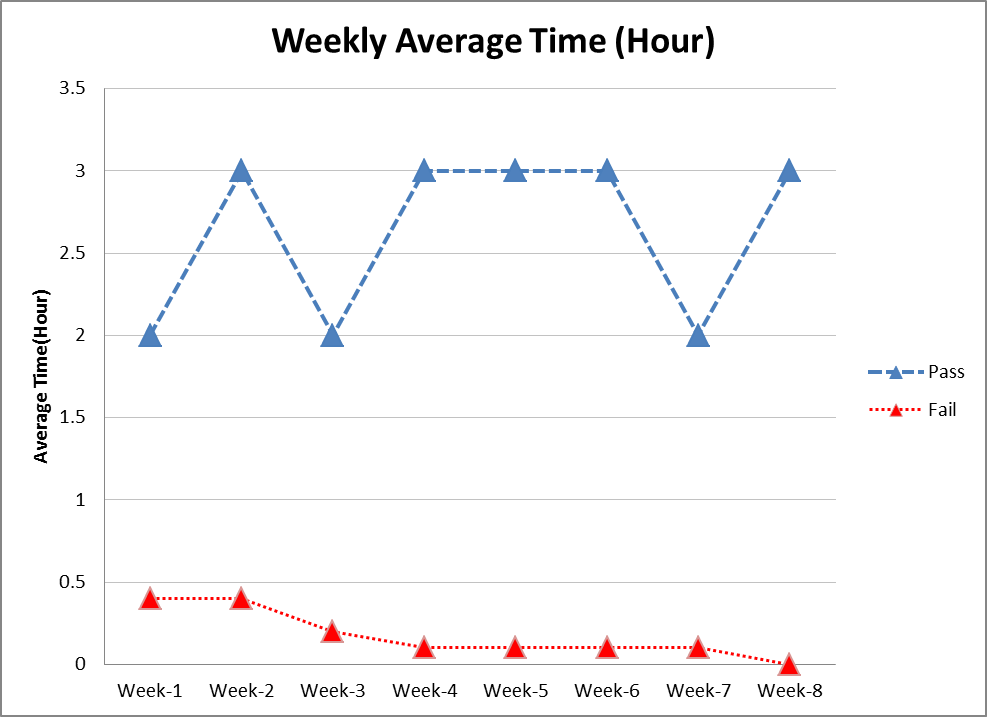 Weekly Average Time (Hour)
3.5
3
2.5
2
1.5
1
0.5
0
Average Time(Hour)
Week-1 Week-2 Week-3 Week-4 Week-5 Week-6 Week-7 Week-8
Pass
Fail